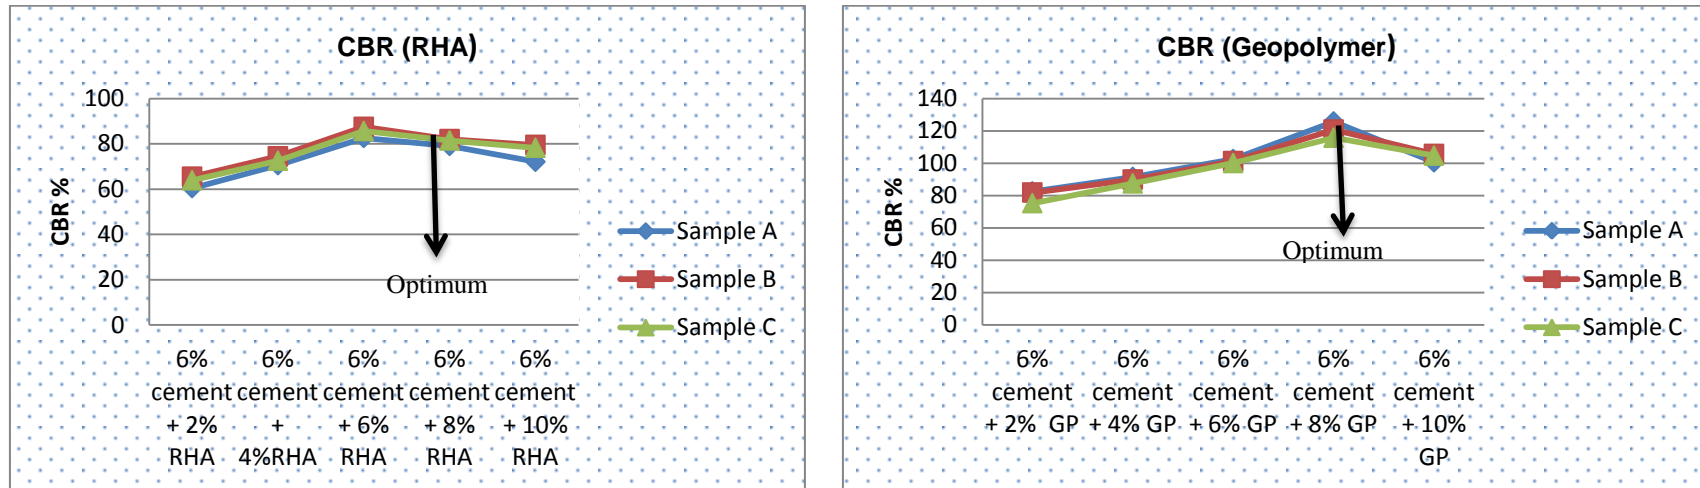 CBR (RHA)
100
80
60
40
20
0
CBR %
Optimum
6% cement + 2% RHA
6% cement + 4%RHA
6% cement + 6% RHA
6% cement + 8% RHA
6% cement + 10% RHA
Sample A
Sample B
Sample C
CBR (Geopolymer)
140
120
100
80
60
40
20
0
CBR %
Optimum
6% cement + 2% GP
6% cement + 4% GP
6% cement + 6% GP
6% cement + 8% GP
6% cement + 10% GP
Sample A
Sample B
Sample C